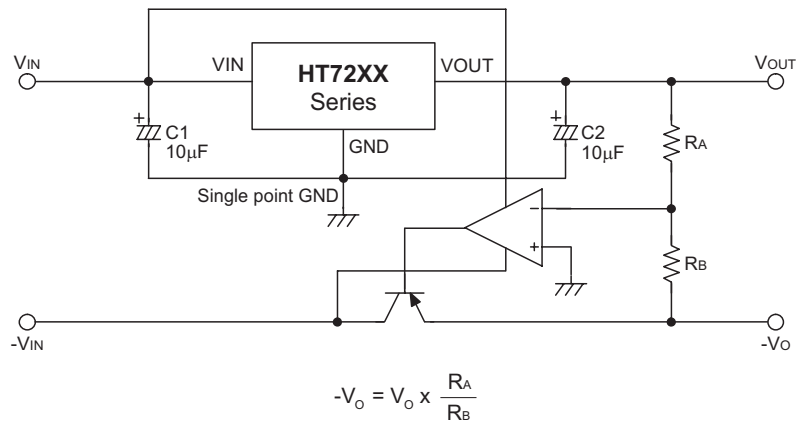 VIN
VIN
HT72XX
Series
VOUT
VOUT
+
C1
10μF
GND
+
C2
10μF
RA
Single point GND
−
+
RB
-VIN
-VO
-VO = VO x RA
RB